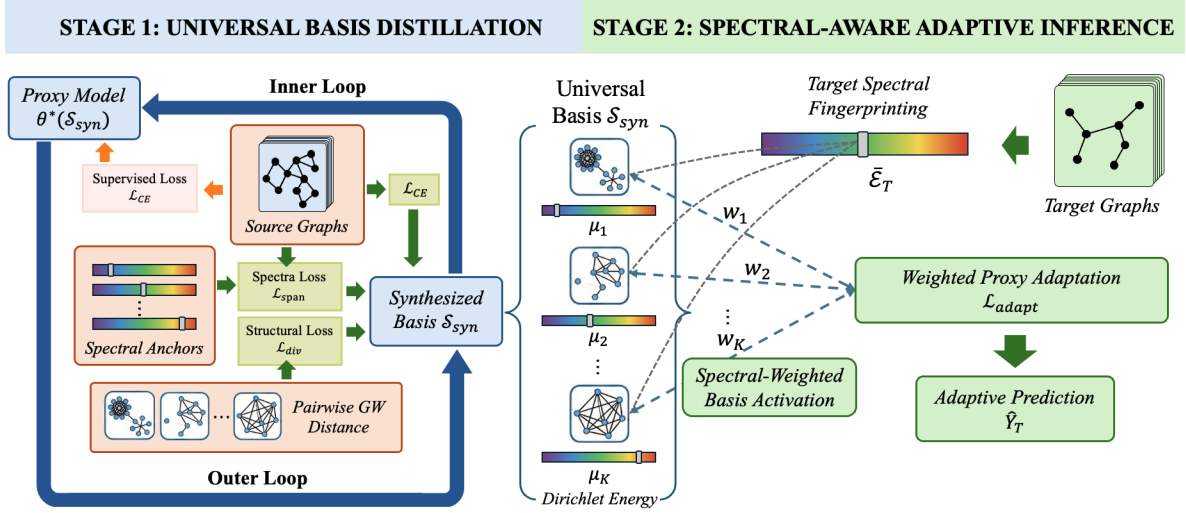 STAGE 1: UNIVERSAL BASIS DISTILLATION
STAGE 2: SPECTRAL-AWARE ADAPTIVE INFERENCE
Proxy Model
θ*(𝒮_syn)
Inner Loop
Supervised Loss
ℒ_CE
Source Graphs
ℒ_CE
Spectral Anchors
Spectra Loss
ℒ_span
Structural Loss
ℒ_div
Synthesized
Basis 𝒮_syn
Pairwise GW
Distance
Outer Loop
Universal
Basis 𝒮_syn
μ_1
μ_2
⋮
μ_K
Dirichlet Energy
Target Spectral
Fingerprinting
ℰ̄_T
Target Graphs
w_1
w_2
⋮
w_K
Spectral-Weighted
Basis Activation
Weighted Proxy Adaptation
ℒ_adapt
Adaptive Prediction
Ŷ_T